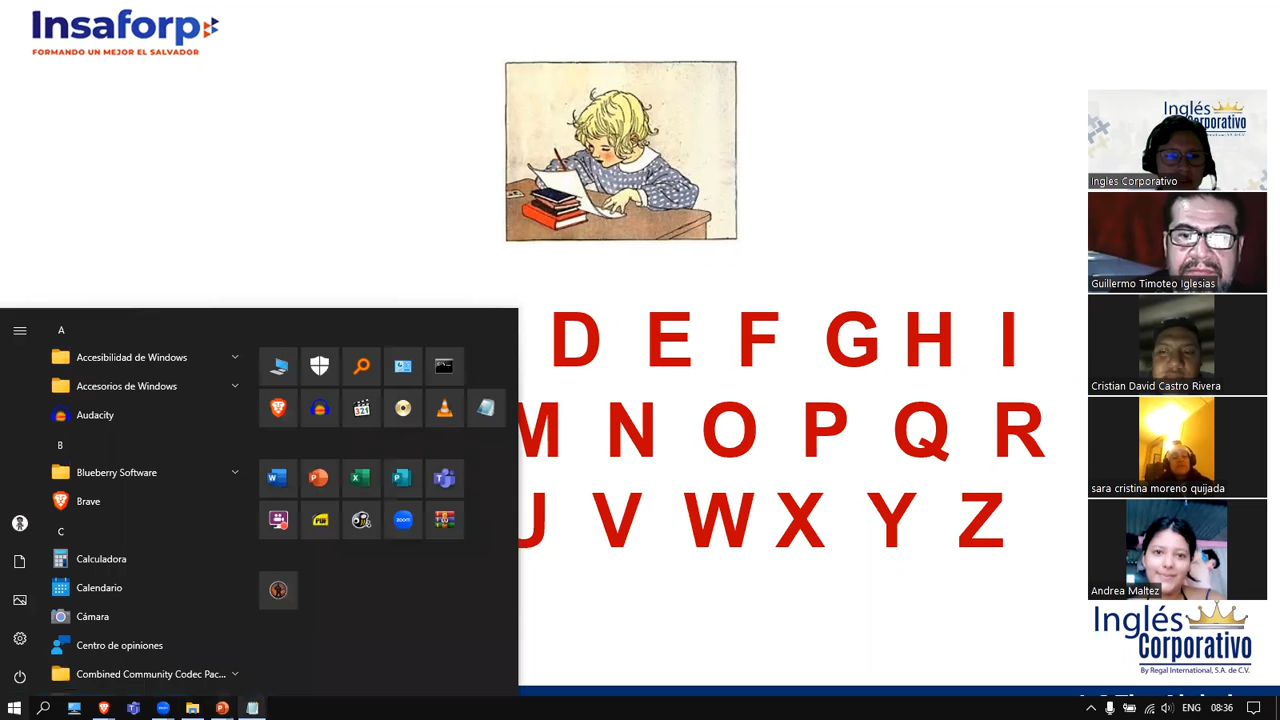 Insaforp
FORMANDO UN MEJOR EL SALVADOR
D E F G H I
M N O P Q R
U V W X Y Z
A
Accesibilidad de Windows
Accesorios de Windows
Audacity
B
Blueberry Software
Brave
C
Calculadora
Calendario
Cámara
Centro de opiniones
Combined Community Codec Pac...
Inglés
Corporativo
Ingles Corporativo
Guillermo Timoteo Iglesias
Cristian David Castro Rivera
sara cristina moreno quijada
Andrea Maltez
Inglés
Corporativo
By Regal International, S.A. de C.V.
ENG
08:36